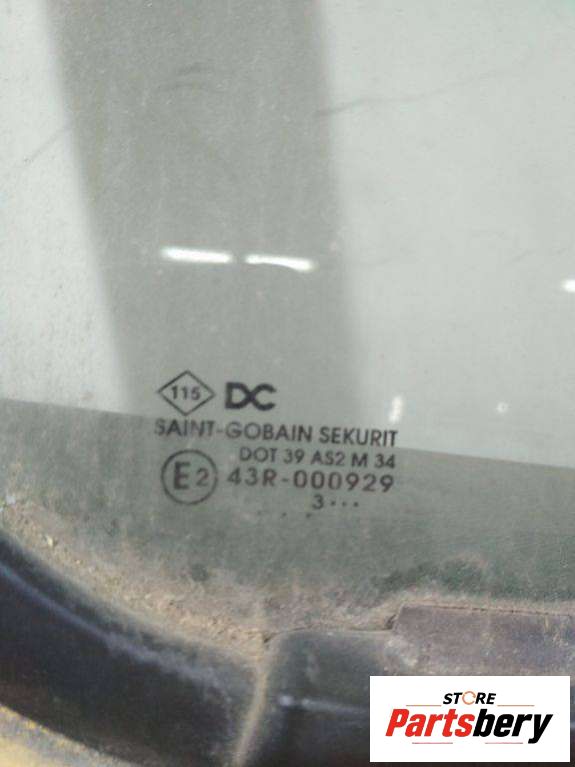 115 DC
SAINT-GOBAIN SEKURIT
DOT 39 AS2 M 34
E2 43R-000929
3...
STORE
Partsbery